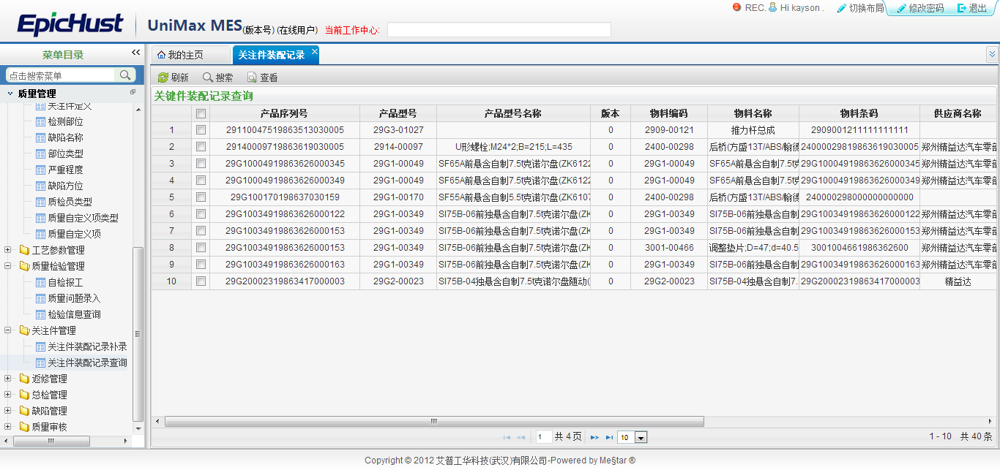 REC. Hi kayson . 切换布局 修改密码 退出
EpicHust UniMax MES(版本号) (在线用户) 当前工作中心:
菜单目录 <<
我的主页 关注件装配记录 ×
点击搜索菜单
刷新 搜索 查看
质量管理
关键件装配记录查询
关注件定义
检测部位
缺陷名称
部位类型
严重程度
缺陷方位
质检员类型
质量自定义项类型
质量自定义项
工艺参数管理
质量检验管理
自检报工
质量问题录入
检验信息查询
关注件管理
关注件装配记录补录
关注件装配记录查询
返修管理
总检管理
缺陷管理
质量审核
产品序列号 产品型号 产品型号名称 版本 物料编码 物料名称 物料条码 供应商名称
1 29110047519863513030005 29G3-01027 0 2909-00121 推力杆总成 2909001211111111111
2 29140009719863619030005 2914-00097 U形螺栓;M24*2;B=215;L=435 0 2400-00298 后桥(方盛13T/ABS/翰德 24000029819863619030005 郑州精益达汽车零部
3 29G10004919863626000345 29G1-00049 SF65A前悬含自制7.5t克诺尔盘(ZK6122 0 29G1-00049 SF65A前悬含自制7.5t 29G10004919863626000345 郑州精益达汽车零部
4 29G10004919863626000349 29G1-00049 SF65A前悬含自制7.5t克诺尔盘(ZK6122 0 29G1-00049 SF65A前悬含自制7.5t 29G10004919863626000349 郑州精益达汽车零部
5 29G100170198637030159 29G1-00170 SF55A前悬含自制5.5t克诺尔盘(ZK6107 0 2400-00298 后桥(方盛13T/ABS/翰德 240000298000000000000
6 29G10034919863626000122 29G1-00349 SI75B-06前独悬含自制7.5t克诺尔盘(ZK 0 29G1-00349 SI75B-06前独悬含自制 29G10034919863626000122 郑州精益达汽车零部
7 29G10034919863626000153 29G1-00349 SI75B-06前独悬含自制7.5t克诺尔盘(ZK 0 29G1-00349 SI75B-06前独悬含自制 29G10034919863626000153 郑州精益达汽车零部
8 29G10034919863626000153 29G1-00349 SI75B-06前独悬含自制7.5t克诺尔盘(ZK 0 3001-00466 调整垫片;D=47;d=40.5 3001004661986362600 郑州精益达汽车零部
9 29G10034919863626000163 29G1-00349 SI75B-06前独悬含自制7.5t克诺尔盘(ZK 0 29G1-00349 SI75B-06前独悬含自制 29G10034919863626000163 郑州精益达汽车零部
10 29G20002319863417000003 29G2-00023 SI75B-04独悬含自制7.5t克诺尔盘随动( 0 29G2-00023 SI75B-04独悬含自制7. 29G20002319863417000003 精益达
1 共 4 页 10 1 - 10 共 40 条
Copyright © 2012 艾普工华科技(武汉)有限公司-Powered by Me§tar ®